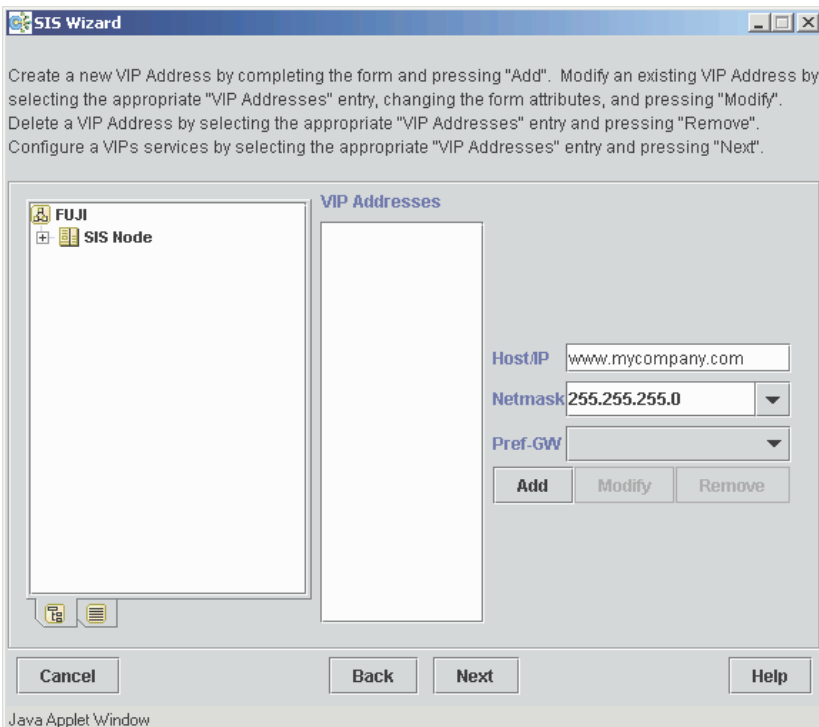 SIS Wizard
Create a new VIP Address by completing the form and pressing "Add". Modify an existing VIP Address by
selecting the appropriate "VIP Addresses" entry, changing the form attributes, and pressing "Modify".
Delete a VIP Address by selecting the appropriate "VIP Addresses" entry and pressing "Remove".
Configure a VIPs services by selecting the appropriate "VIP Addresses" entry and pressing "Next".
FUJI
SIS Node
VIP Addresses
Host/IP www.mycompany.com
Netmask 255.255.255.0
Pref-GW
Add Modify Remove
Cancel Back Next Help
Java Applet Window